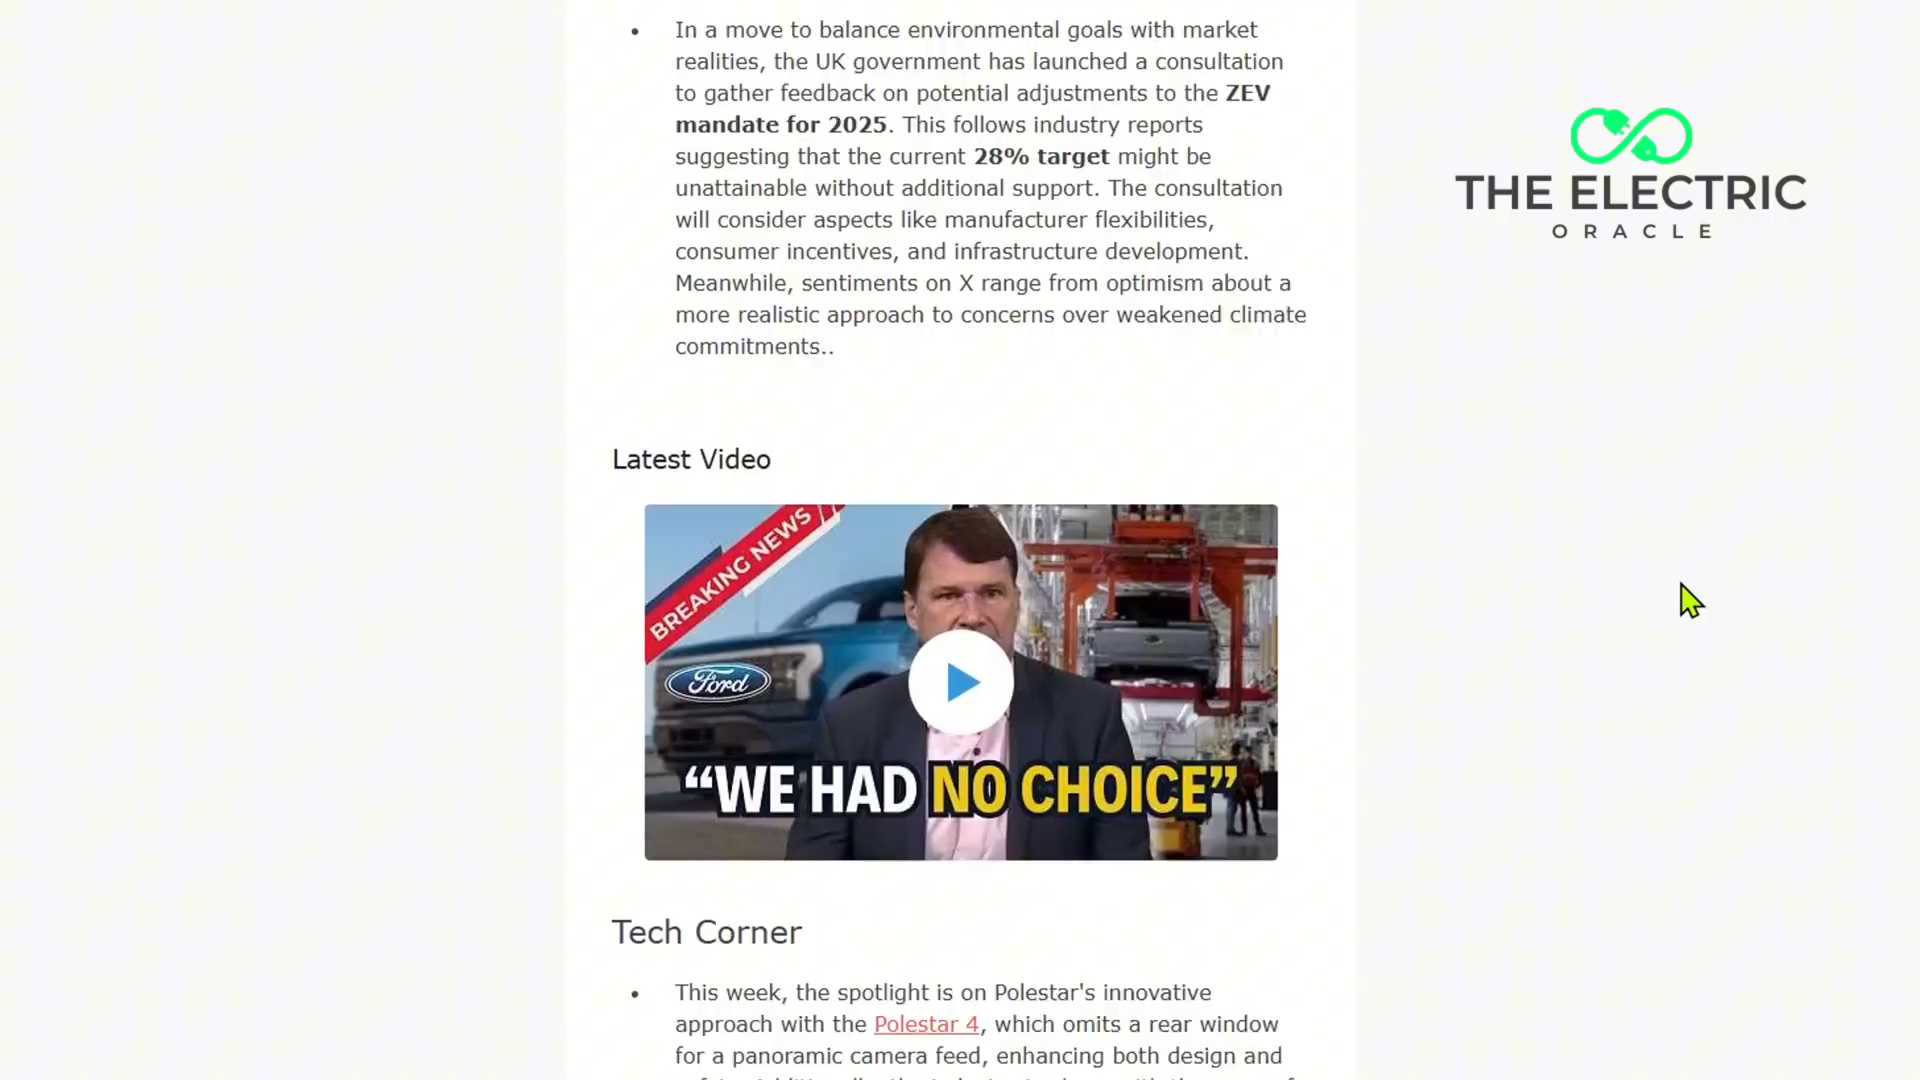 In a move to balance environmental goals with market
realities, the UK government has launched a consultation
to gather feedback on potential adjustments to the ZEV
mandate for 2025. This follows industry reports
suggesting that the current 28% target might be
unattainable without additional support. The consultation
will consider aspects like manufacturer flexibilities,
consumer incentives, and infrastructure development.
Meanwhile, sentiments on X range from optimism about a
more realistic approach to concerns over weakened climate
commitments..
THE ELECTRIC
ORACLE
Latest Video
BREAKING NEWS
Ford
“WE HAD NO CHOICE”
Tech Corner
This week, the spotlight is on Polestar's innovative
approach with the Polestar 4, which omits a rear window
for a panoramic camera feed, enhancing both design and